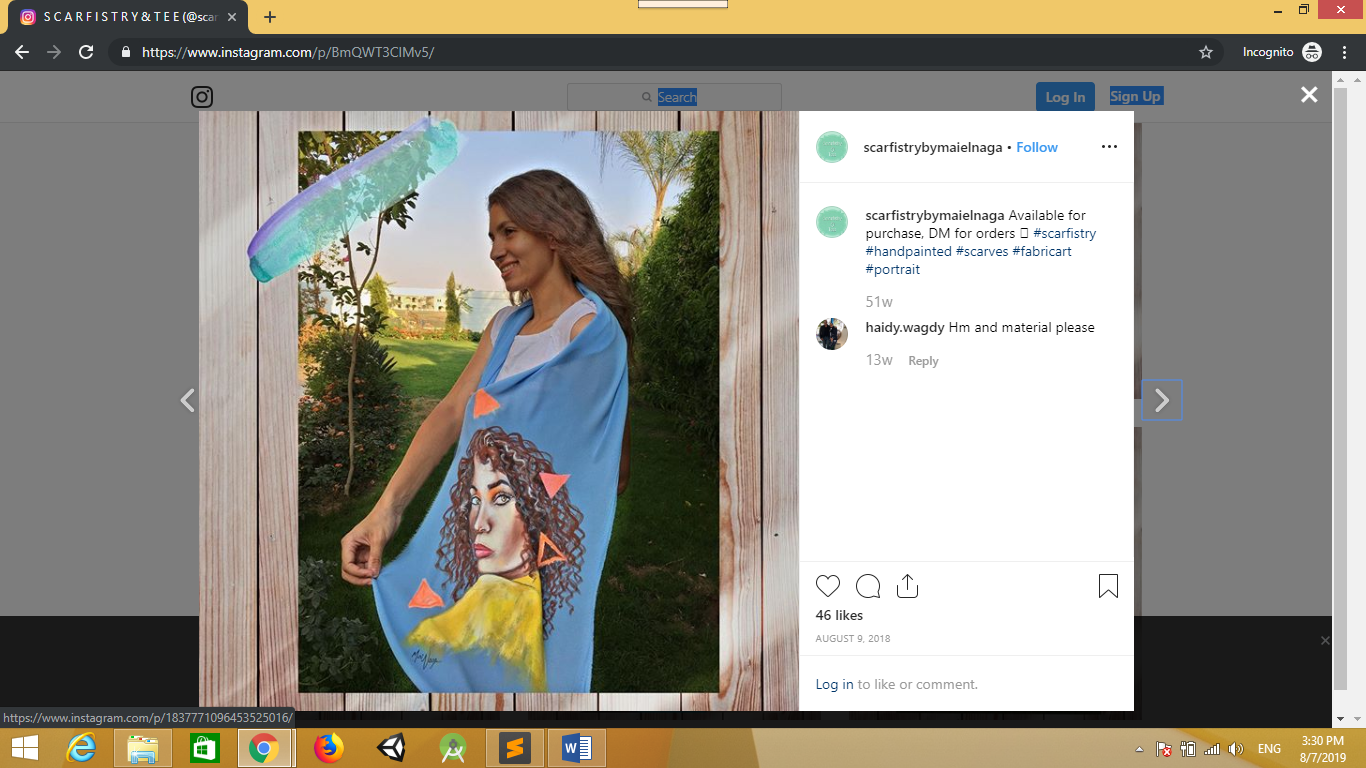 S C A R F I S T R Y & T E E (@scar
https://www.instagram.com/p/BmQWT3ClMv5/
Incognito
Search
Log In
Sign Up
scarfistrybymaielnaga • Follow
scarfistrybymaielnaga Available for
purchase, DM for orders #scarfistry
#handpainted #scarves #fabricart
#portrait
51w
haidy.wagdy Hm and material please
13w Reply
46 likes
AUGUST 9, 2018
Log in to like or comment.
https://www.instagram.com/p/1837771096453525016/
ENG
3:30 PM
8/7/2019